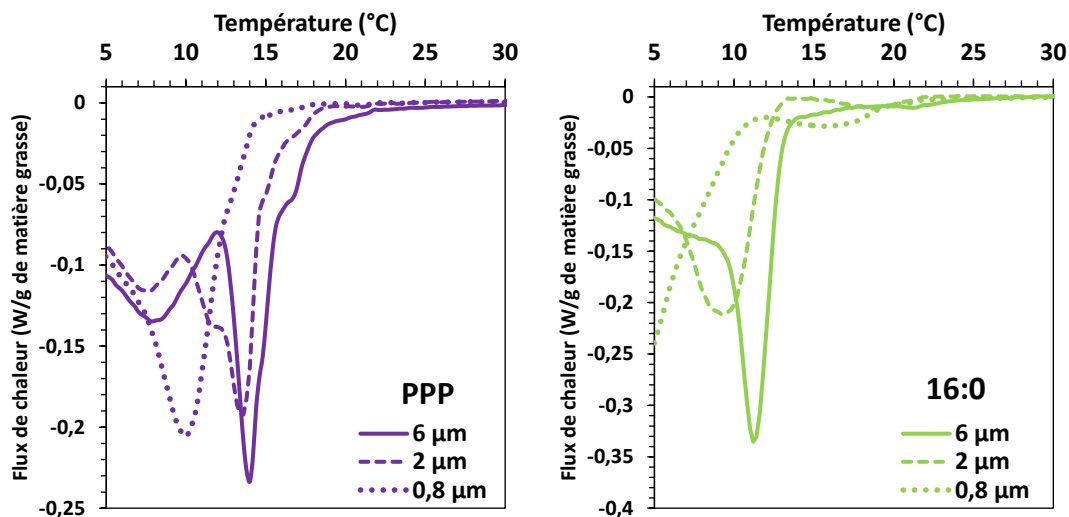 Température (°C)
5 10 15 20 25 30
0
-0,05
-0,1
-0,15
-0,2
-0,25
Flux de chaleur (W/g de matière grasse)
PPP
6 µm
2 µm
0,8 µm
Température (°C)
5 10 15 20 25 30
0
-0,05
-0,1
-0,15
-0,2
-0,25
-0,3
-0,35
-0,4
Flux de chaleur (W/g de matière grasse)
16:0
6 µm
2 µm
0,8 µm